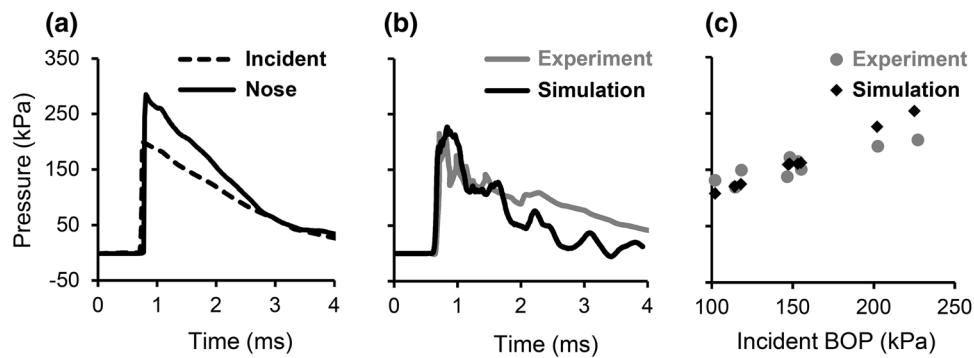 (a)
Incident
Nose
Pressure (kPa)
350
250
150
50
-50
0 1 2 3 4
Time (ms)
(b)
Experiment
Simulation
0 1 2 3 4
Time (ms)
(c)
Experiment
Simulation
100 150 200 250
Incident BOP (kPa)